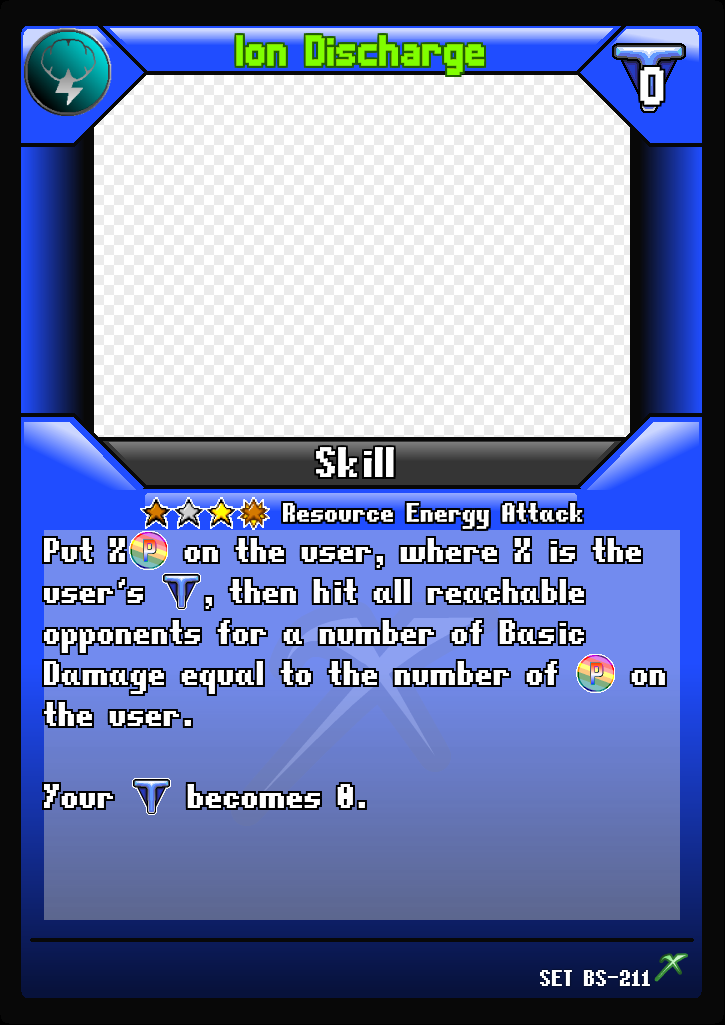 Ion Discharge
0
Skill
Resource Energy Attack
Put XP on the user, where X is the
user's T, then hit all reachable
opponents for a number of Basic
Damage equal to the number of P on
the user.
Your T becomes 0.
SET BS-211